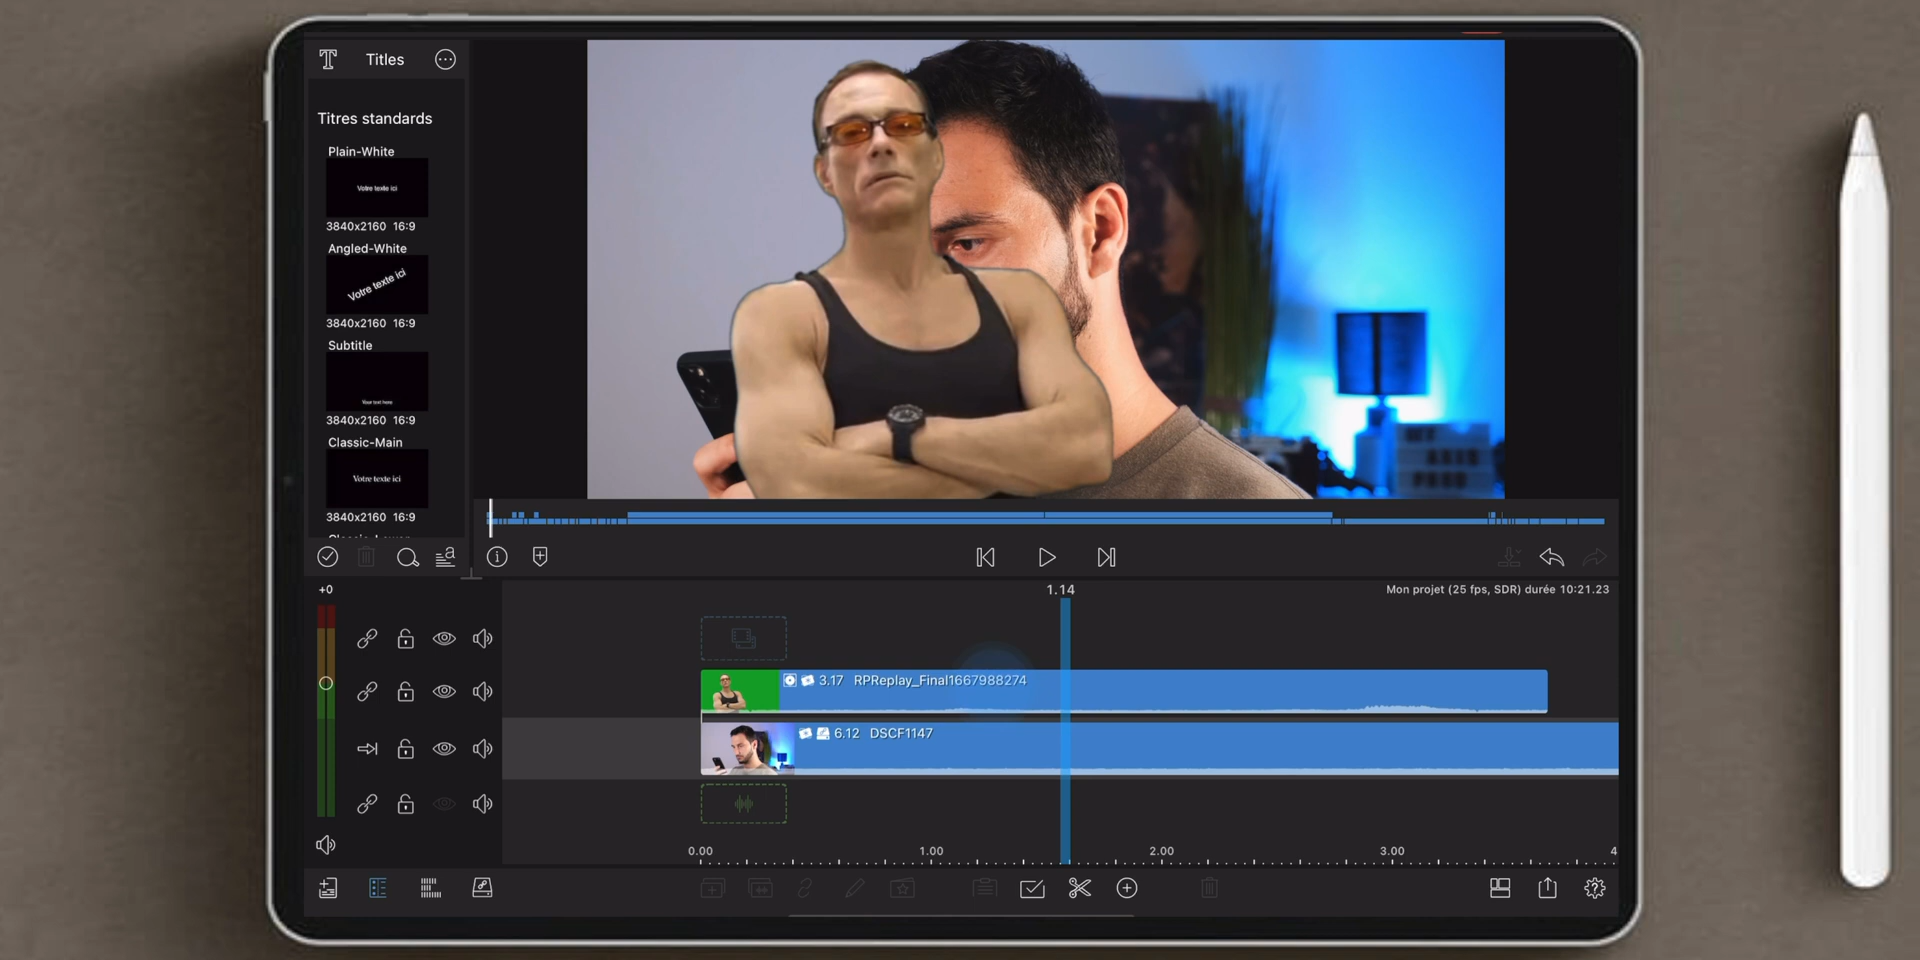 Titles
Titres standards
Plain-White
Votre texte ici
3840x2160 16:9
Angled-White
Votre texte ici
3840x2160 16:9
Subtitle
Your text here
3840x2160 16:9
Classic-Main
Votre texte ici
3840x2160 16:9
+0
1.14
Mon projet (25 fps, SDR) durée 10:21.23
3.17 RPReplay_Final1667988274
6.12 DSCF1147
0.00
1.00
2.00
3.00
4